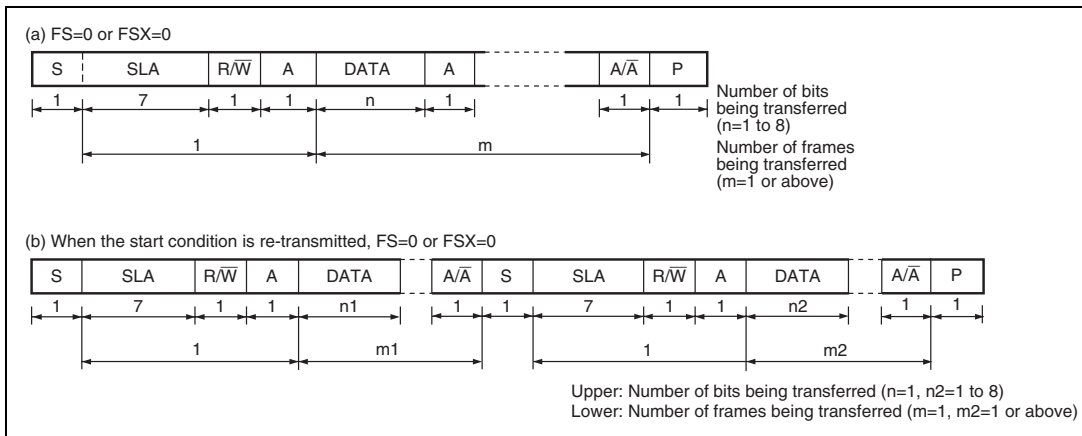 (a) FS=0 or FSX=0
S SLA R/W̅ A DATA A A/A̅ P
1 7 1 1 n 1 1 1
Number of bits
being transferred
(n=1 to 8)
1 m
Number of frames
being transferred
(m=1 or above)
(b) When the start condition is re-transmitted, FS=0 or FSX=0
S SLA R/W̅ A DATA A/A̅ S SLA R/W̅ A DATA A/A̅ P
1 7 1 1 n1 1 1 7 1 1 n2 1 1
1 m1 1 m2
Upper: Number of bits being transferred (n=1, n2=1 to 8)
Lower: Number of frames being transferred (m=1, m2=1 or above)